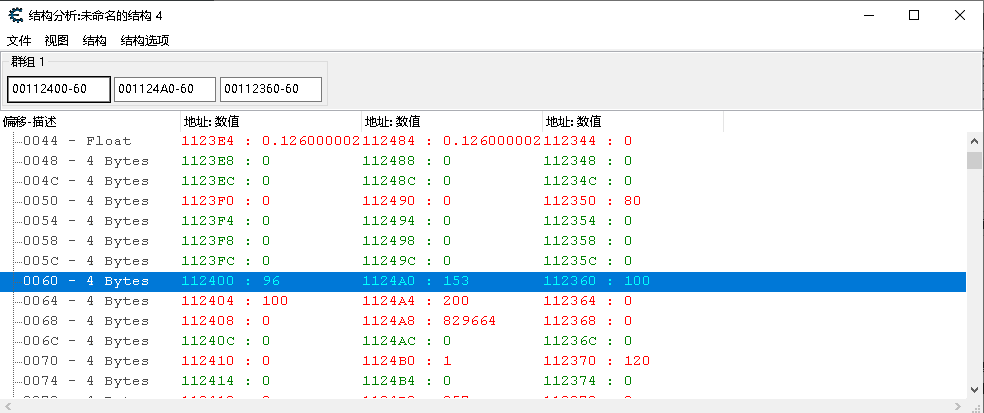 结构分析:未命名的结构 4
文件 视图 结构 结构选项
群组 1
00112400-60 001124A0-60 00112360-60
偏移-描述 地址: 数值 地址: 数值 地址: 数值
0044 - Float 1123E4 : 0.126000002 112484 : 0.126000002 112344 : 0
0048 - 4 Bytes 1123E8 : 0 112488 : 0 112348 : 0
004C - 4 Bytes 1123EC : 0 11248C : 0 11234C : 0
0050 - 4 Bytes 1123F0 : 0 112490 : 0 112350 : 80
0054 - 4 Bytes 1123F4 : 0 112494 : 0 112354 : 0
0058 - 4 Bytes 1123F8 : 0 112498 : 0 112358 : 0
005C - 4 Bytes 1123FC : 0 11249C : 0 11235C : 0
0060 - 4 Bytes 112400 : 96 1124A0 : 153 112360 : 100
0064 - 4 Bytes 112404 : 100 1124A4 : 200 112364 : 0
0068 - 4 Bytes 112408 : 0 1124A8 : 829664 112368 : 0
006C - 4 Bytes 11240C : 0 1124AC : 0 11236C : 0
0070 - 4 Bytes 112410 : 0 1124B0 : 1 112370 : 120
0074 - 4 Bytes 112414 : 0 1124B4 : 0 112374 : 0